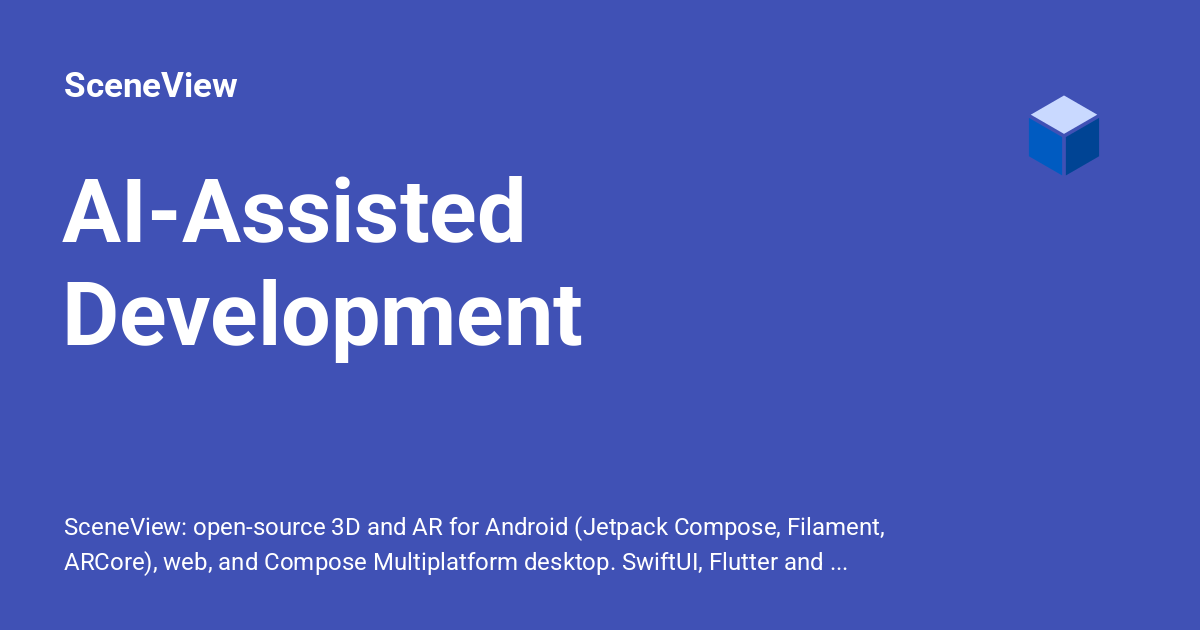 SceneView
AI-Assisted
Development
SceneView: open-source 3D and AR for Android (Jetpack Compose, Filament,
ARCore), web, and Compose Multiplatform desktop. SwiftUI, Flutter and ...